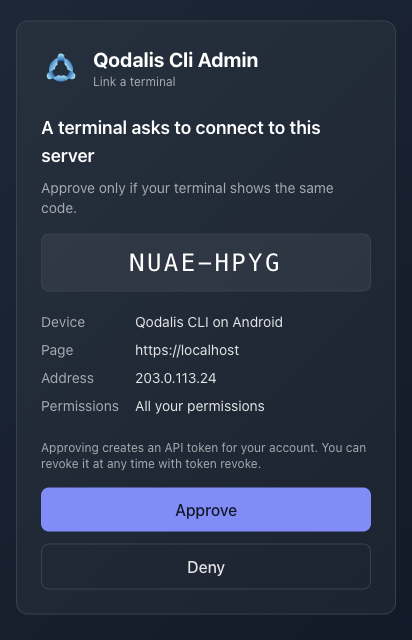 Qodalis Cli Admin
Link a terminal
A terminal asks to connect to this
server
Approve only if your terminal shows the same
code.
NUAE–HPYG
Device Qodalis CLI on Android
Page https://localhost
Address 203.0.113.24
Permissions All your permissions
Approving creates an API token for your account. You can
revoke it at any time with token revoke.
Approve
Deny